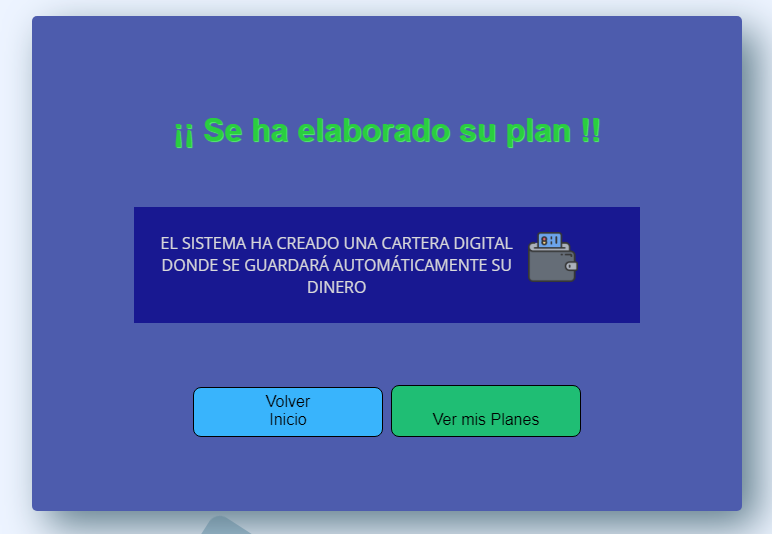 ¡¡ Se ha elaborado su plan !!
EL SISTEMA HA CREADO UNA CARTERA DIGITAL
DONDE SE GUARDARÁ AUTOMÁTICAMENTE SU
DINERO
Volver
Inicio
Ver mis Planes